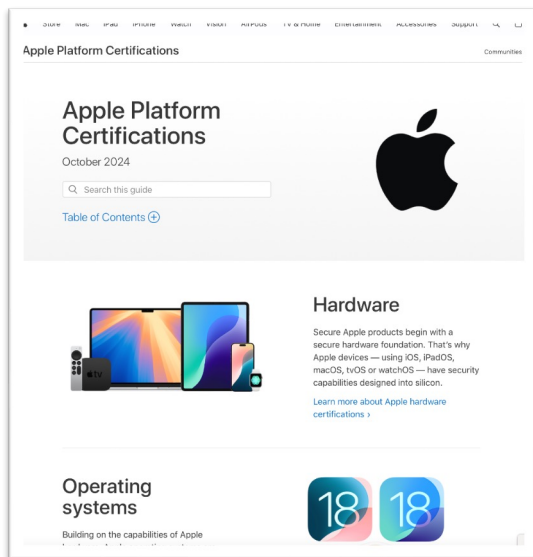 Store Mac iPad iPhone Watch Vision AirPods TV & Home Entertainment Accessories Support
Apple Platform Certifications
Communities
Apple Platform
Certifications
October 2024
Search this guide
Table of Contents
Hardware
Secure Apple products begin with a
secure hardware foundation. That's why
Apple devices — using iOS, iPadOS,
macOS, tvOS or watchOS — have security
capabilities designed into silicon.
Learn more about Apple hardware
certifications ›
tv
Operating
systems
18
18
Building on the capabilities of Apple